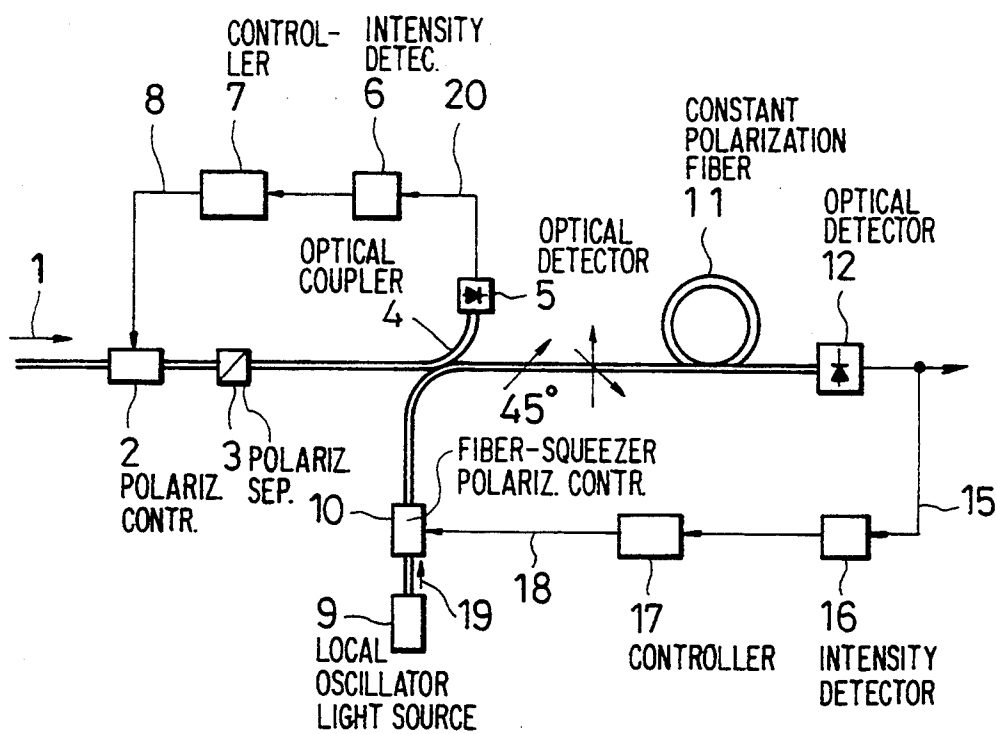 CONTROL-
LER
7
INTENSITY
DETEC.
6
20
8
CONSTANT
POLARIZATION
FIBER
11
OPTICAL
DETECTOR
12
OPTICAL
COUPLER
4
OPTICAL
DETECTOR
5
1
45°
2
POLARIZ.
CONTR.
3
POLARIZ.
SEP.
FIBER-SQUEEZER
POLARIZ. CONTR.
10
15
18
19
9
LOCAL
OSCILLATOR
LIGHT SOURCE
17
CONTROLLER
16
INTENSITY
DETECTOR